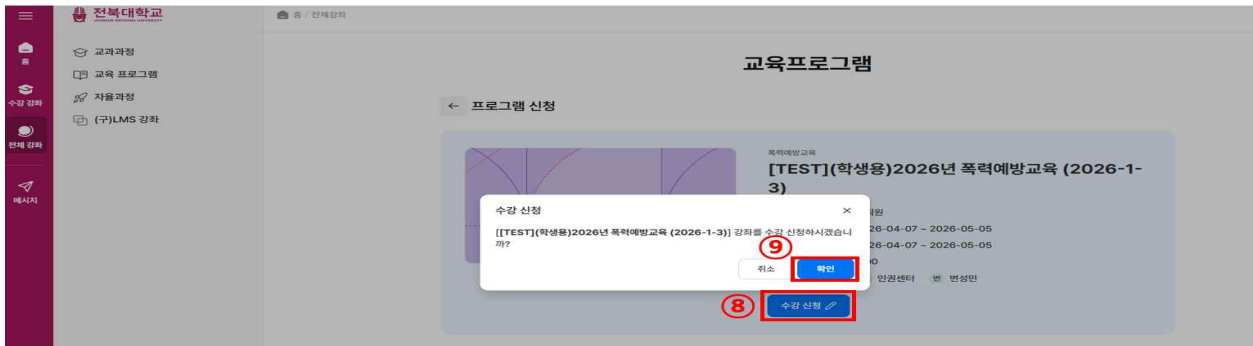 전북대학교
JEONBUK NATIONAL UNIVERSITY
홈 / 전체강좌
홈
수강 강좌
전체 강좌
메시지
교과과정
교육 프로그램
자율과정
(구)LMS 강좌
교육프로그램
← 프로그램 신청
폭력예방교육
[TEST](학생용)2026년 폭력예방교육 (2026-1-
3)
수강 신청 ×
[[TEST](학생용)2026년 폭력예방교육 (2026-1-3)] 강좌를 수강 신청하시겠습니
까?
⑨
취소 확인
26-04-07 ~ 2026-05-05
26-04-07 ~ 2026-05-05
인권센터 변 변성민
⑧ 수강 신청